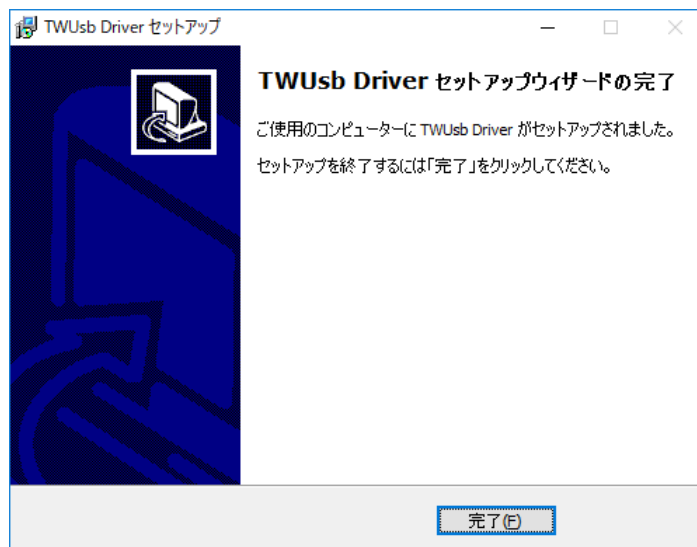 TWUsb Driver セットアップ
TWUsb Driver セットアップウィザードの完了
ご使用のコンピューターに TWUsb Driver がセットアップされました。
セットアップを終了するには「完了」をクリックしてください。
完了(F)